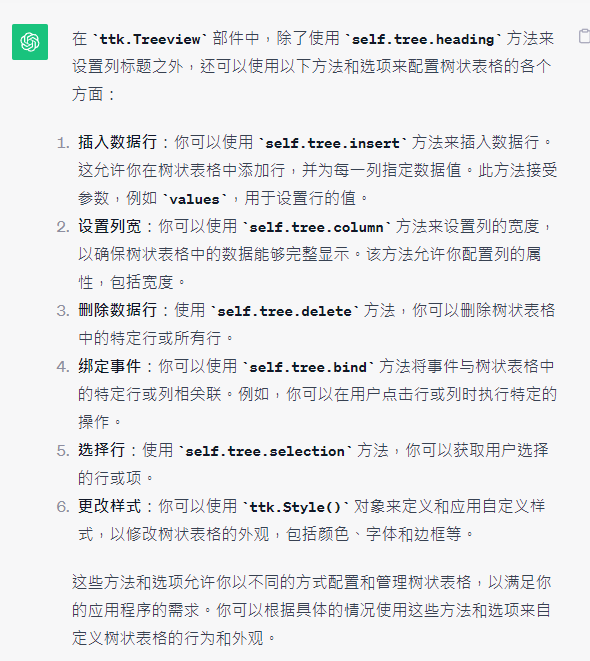 在 `ttk.Treeview` 部件中，除了使用 `self.tree.heading` 方法来
设置列标题之外，还可以使用以下方法和选项来配置树状表格的各个
方面：
1. 插入数据行：你可以使用 `self.tree.insert` 方法来插入数据行。
这允许你在树状表格中添加行，并为每一列指定数据值。此方法接受
参数，例如 `values`，用于设置行的值。
2. 设置列宽：你可以使用 `self.tree.column` 方法来设置列的宽度，
以确保树状表格中的数据能够完整显示。该方法允许你配置列的属
性，包括宽度。
3. 删除数据行：使用 `self.tree.delete` 方法，你可以删除树状表格
中的特定行或所有行。
4. 绑定事件：你可以使用 `self.tree.bind` 方法将事件与树状表格中
的特定行或列相关联。例如，你可以在用户点击行或列时执行特定的
操作。
5. 选择行：使用 `self.tree.selection` 方法，你可以获取用户选择
的行或项。
6. 更改样式：你可以使用 `ttk.Style()` 对象来定义和应用自定义样
式，以修改树状表格的外观，包括颜色、字体和边框等。
这些方法和选项允许你以不同的方式配置和管理树状表格，以满足你
的应用程序的需求。你可以根据具体的情况使用这些方法和选项来自
定义树状表格的行为和外观。